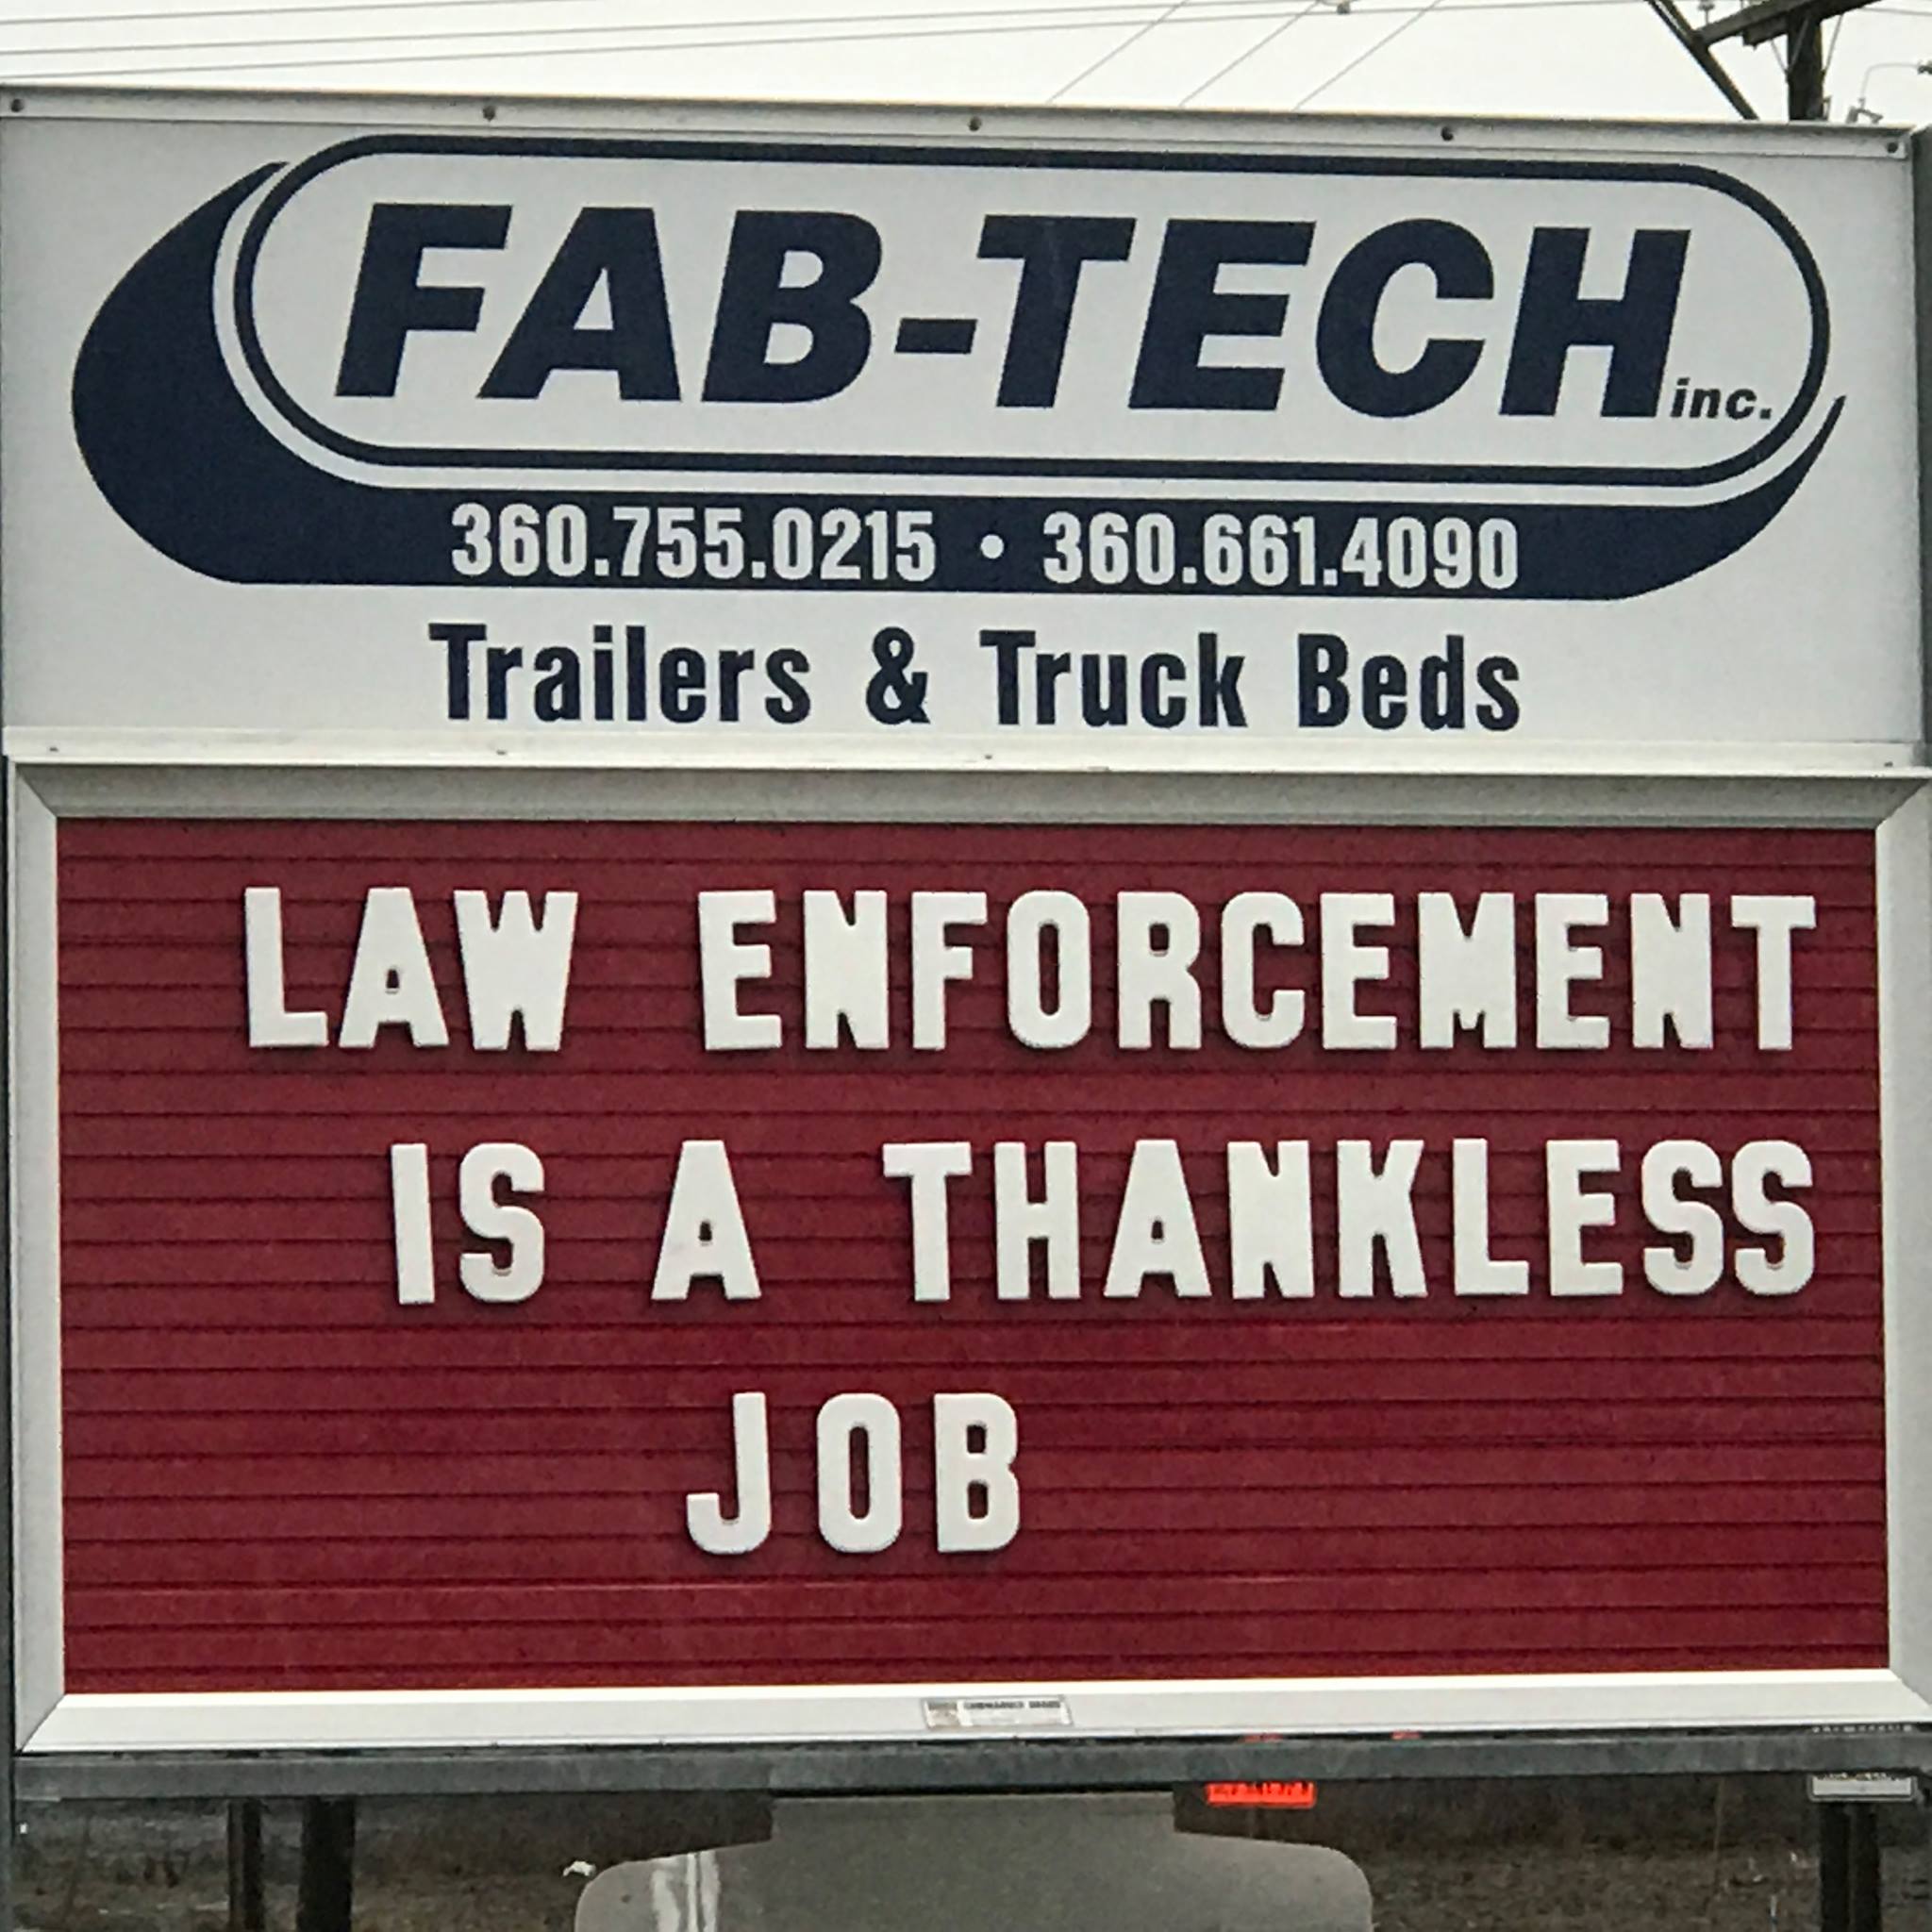 FAB-TECH inc.
360.755.0215 • 360.661.4090
Trailers & Truck Beds
LAW ENFORCEMENT
IS A THANKLESS
JOB